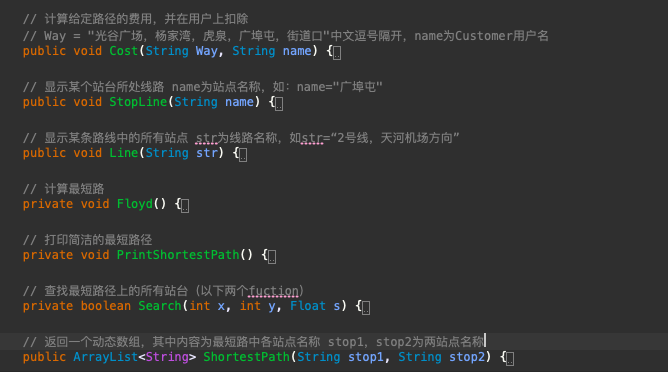 // 计算给定路径的费用，并在用户上扣除
// Way = "光谷广场，杨家湾，虎泉，广埠屯，街道口"中文逗号隔开，name为Customer用户名
public void Cost(String Way, String name) {
// 显示某个站台所处线路 name为站点名称，如：name="广埠屯"
public void StopLine(String name) {
// 显示某条路线中的所有站点 str为线路名称，如str=“2号线，天河机场方向”
public void Line(String str) {
// 计算最短路
private void Floyd() {
// 打印简洁的最短路径
private void PrintShortestPath() {
// 查找最短路径上的所有站台（以下两个fuction）
private boolean Search(int x, int y, Float s) {
// 返回一个动态数组，其中内容为最短路中各站点名称 stop1，stop2为两站点名称
public ArrayList<String> ShortestPath(String stop1, String stop2) {